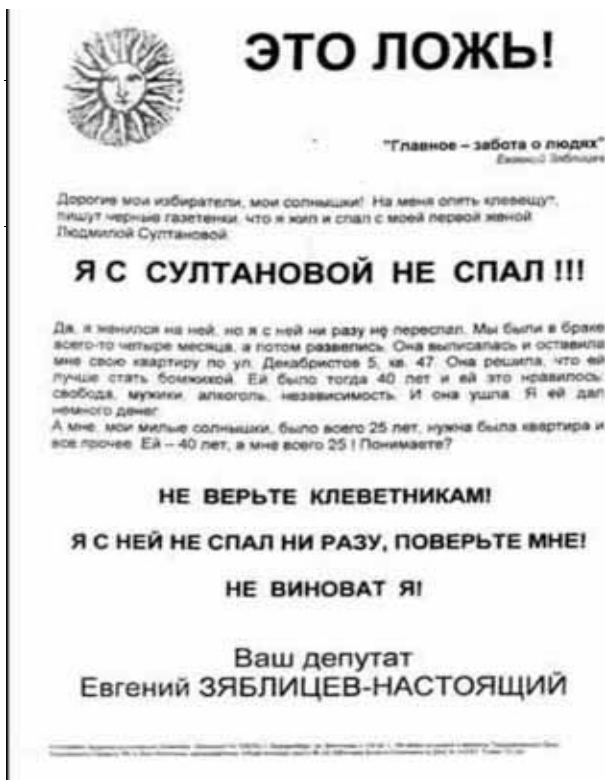 ЭТО ЛОЖЬ!
"Главное – забота о людях"
Евгений Зяблицев
Дорогие мои избиратели, мои солнышки! На меня опять клевещут,
пишут черные газетенки, что я жил и спал с моей первой женой
Людмилой Султановой.
Я С СУЛТАНОВОЙ НЕ СПАЛ !!!
Да, я женился на ней, но я с ней ни разу не переспал. Мы были в браке
всего-то четыре месяца, а потом развелись. Она выписалась и оставила
мне свою квартиру по ул. Декабристов 5, кв. 47. Она решила, что ей
лучше стать бомжихой. Ей было тогда 40 лет и ей это нравилось:
свобода, мужики, алкоголь, независимость. И она ушла. Я ей дал
немного денег.
А мне, мои милые солнышки, было всего 25 лет, нужна была квартира и
все прочее. Ей – 40 лет, а мне всего 25 ! Понимаете?
НЕ ВЕРЬТЕ КЛЕВЕТНИКАМ!
Я С НЕЙ НЕ СПАЛ НИ РАЗУ, ПОВЕРЬТЕ МНЕ!
НЕ ВИНОВАТ Я!
Ваш депутат
Евгений ЗЯБЛИЦЕВ-НАСТОЯЩИЙ